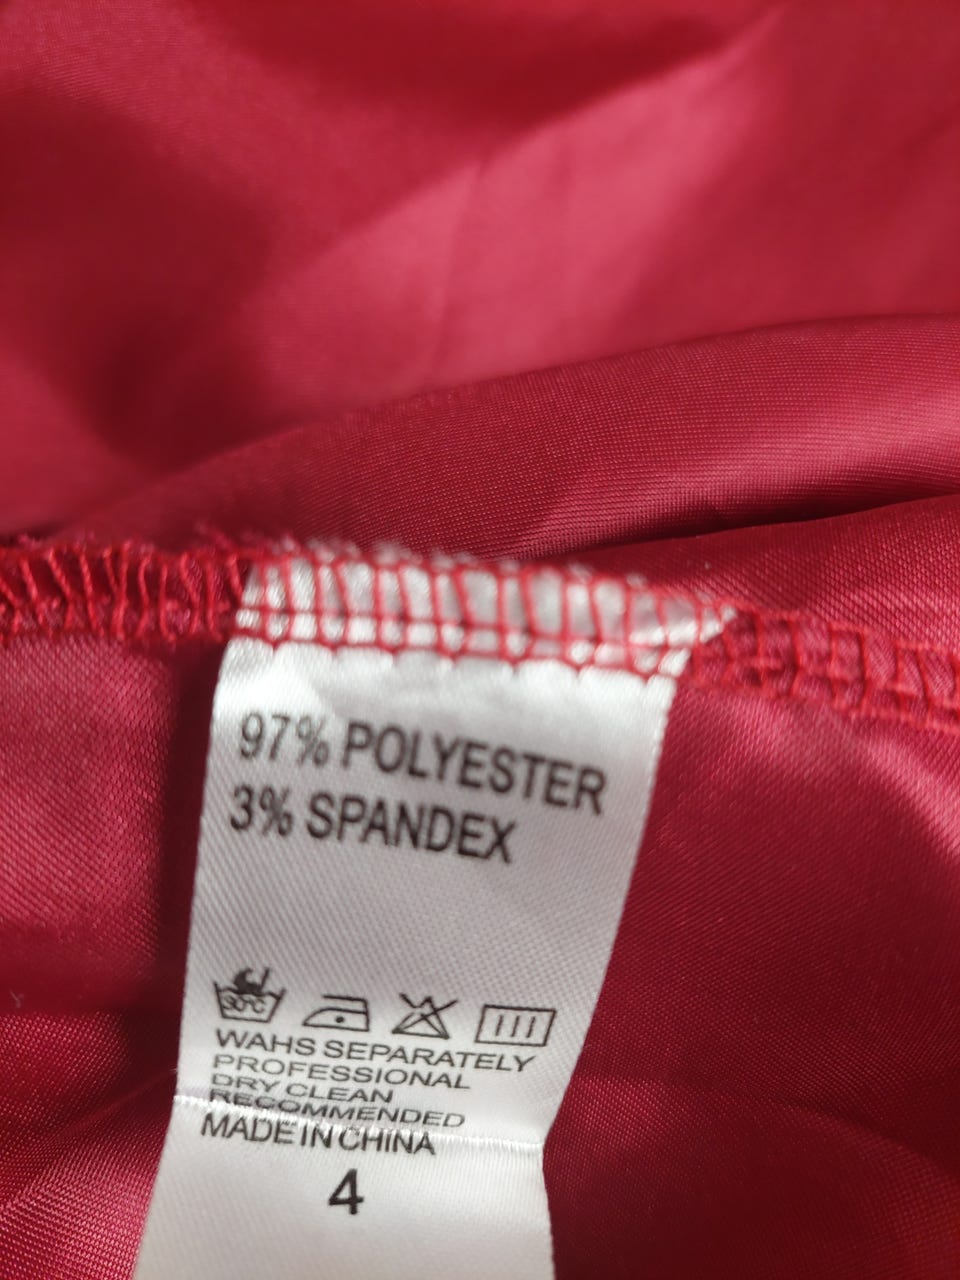 97% POLYESTER
3% SPANDEX
30°C
WAHS SEPARATELY
PROFESSIONAL
DRY CLEAN
RECOMMENDED
MADE IN CHINA
4